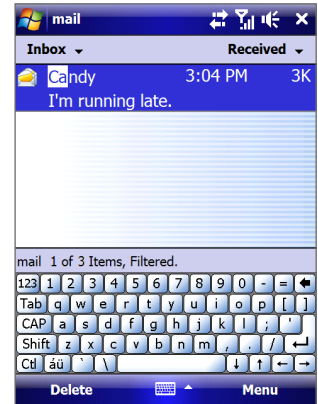 mail
Inbox Received
Candy 3:04 PM 3K
I'm running late.
mail 1 of 3 Items, Filtered.
123 1 2 3 4 5 6 7 8 9 0 - =
Tab q w e r t y u i o p [ ]
CAP a s d f g h j k l ; '
Shift z x c v b n m , . /
Ctl áü ` \
Delete Menu